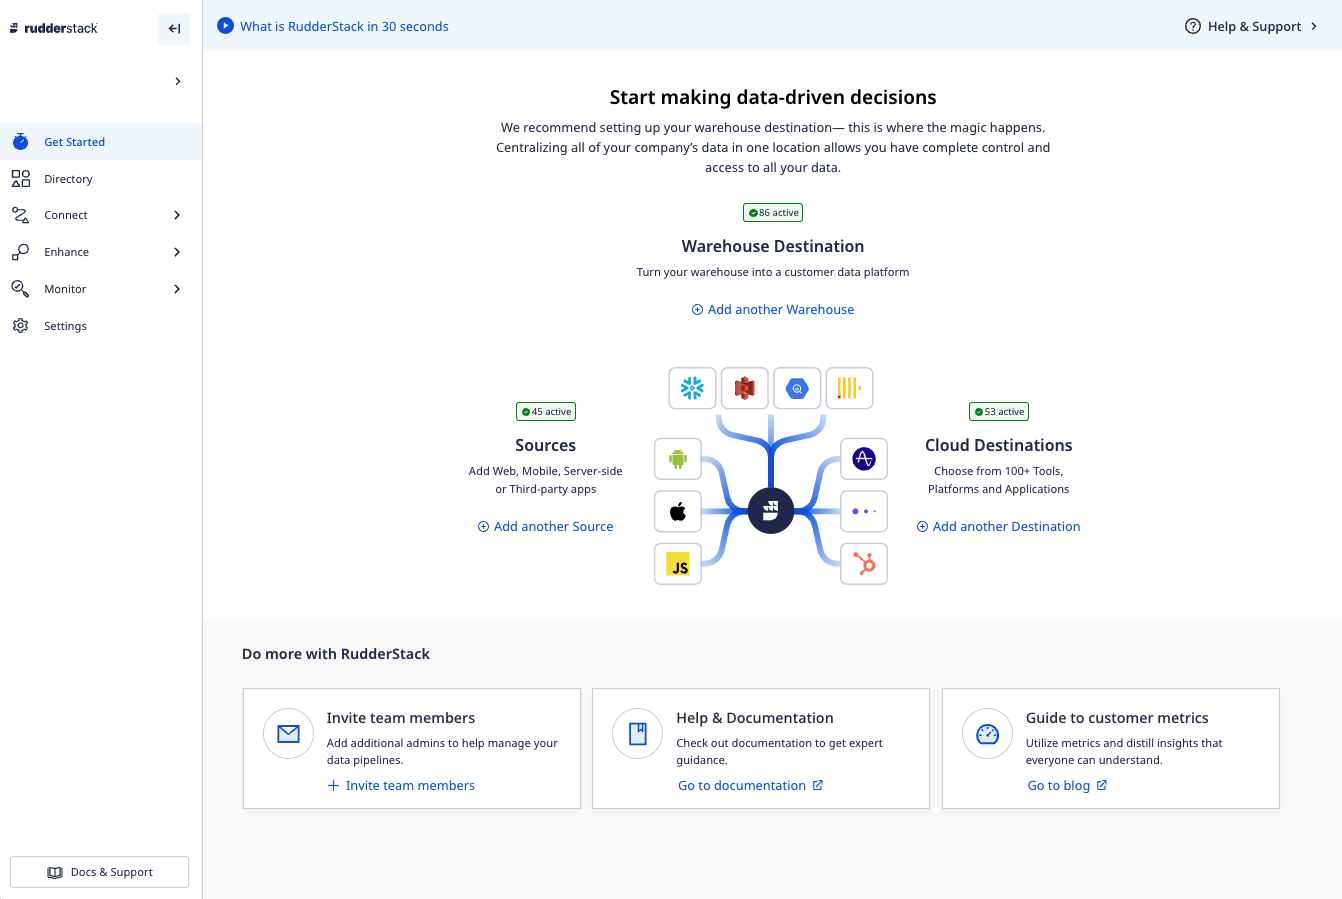 rudderstack
What is RudderStack in 30 seconds
Help & Support
Get Started
Directory
Connect
Enhance
Monitor
Settings
Docs & Support
Start making data-driven decisions
We recommend setting up your warehouse destination— this is where the magic happens.
Centralizing all of your company’s data in one location allows you have complete control and
access to all your data.
86 active
Warehouse Destination
Turn your warehouse into a customer data platform
Add another Warehouse
45 active
Sources
Add Web, Mobile, Server-side
or Third-party apps
Add another Source
JS
53 active
Cloud Destinations
Choose from 100+ Tools,
Platforms and Applications
Add another Destination
Do more with RudderStack
Invite team members
Add additional admins to help manage your
data pipelines.
Invite team members
Help & Documentation
Check out documentation to get expert
guidance.
Go to documentation
Guide to customer metrics
Utilize metrics and distill insights that
everyone can understand.
Go to blog